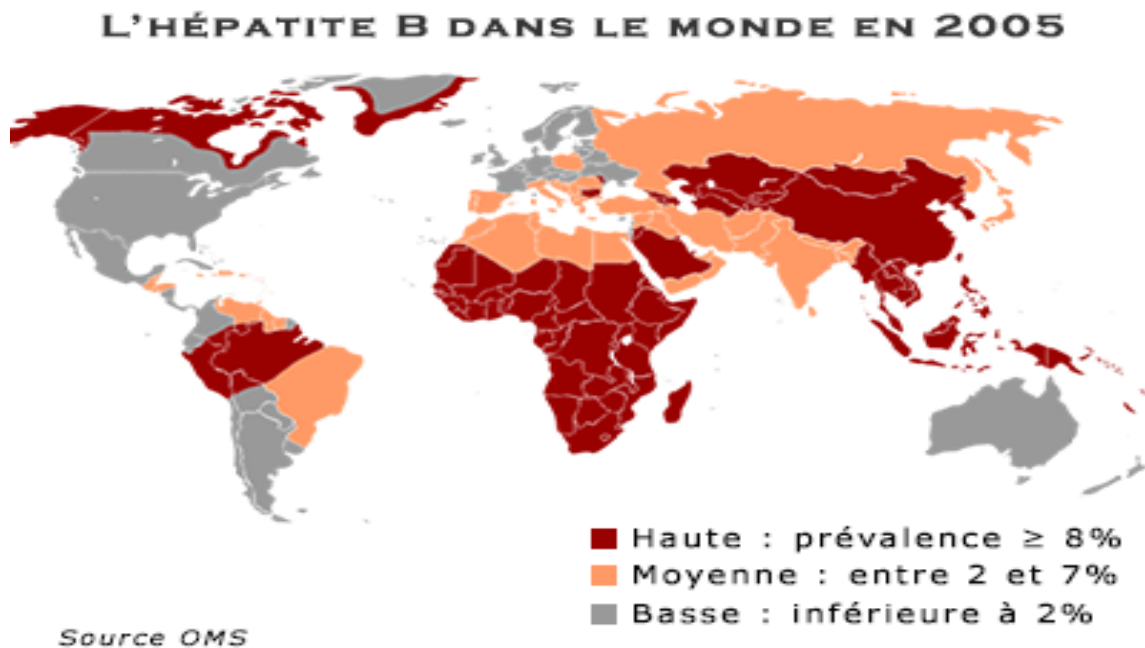 L'HÉPATITE B DANS LE MONDE EN 2005
Haute : prévalence ≥ 8%
Moyenne : entre 2 et 7%
Basse : inférieure à 2%
Source OMS